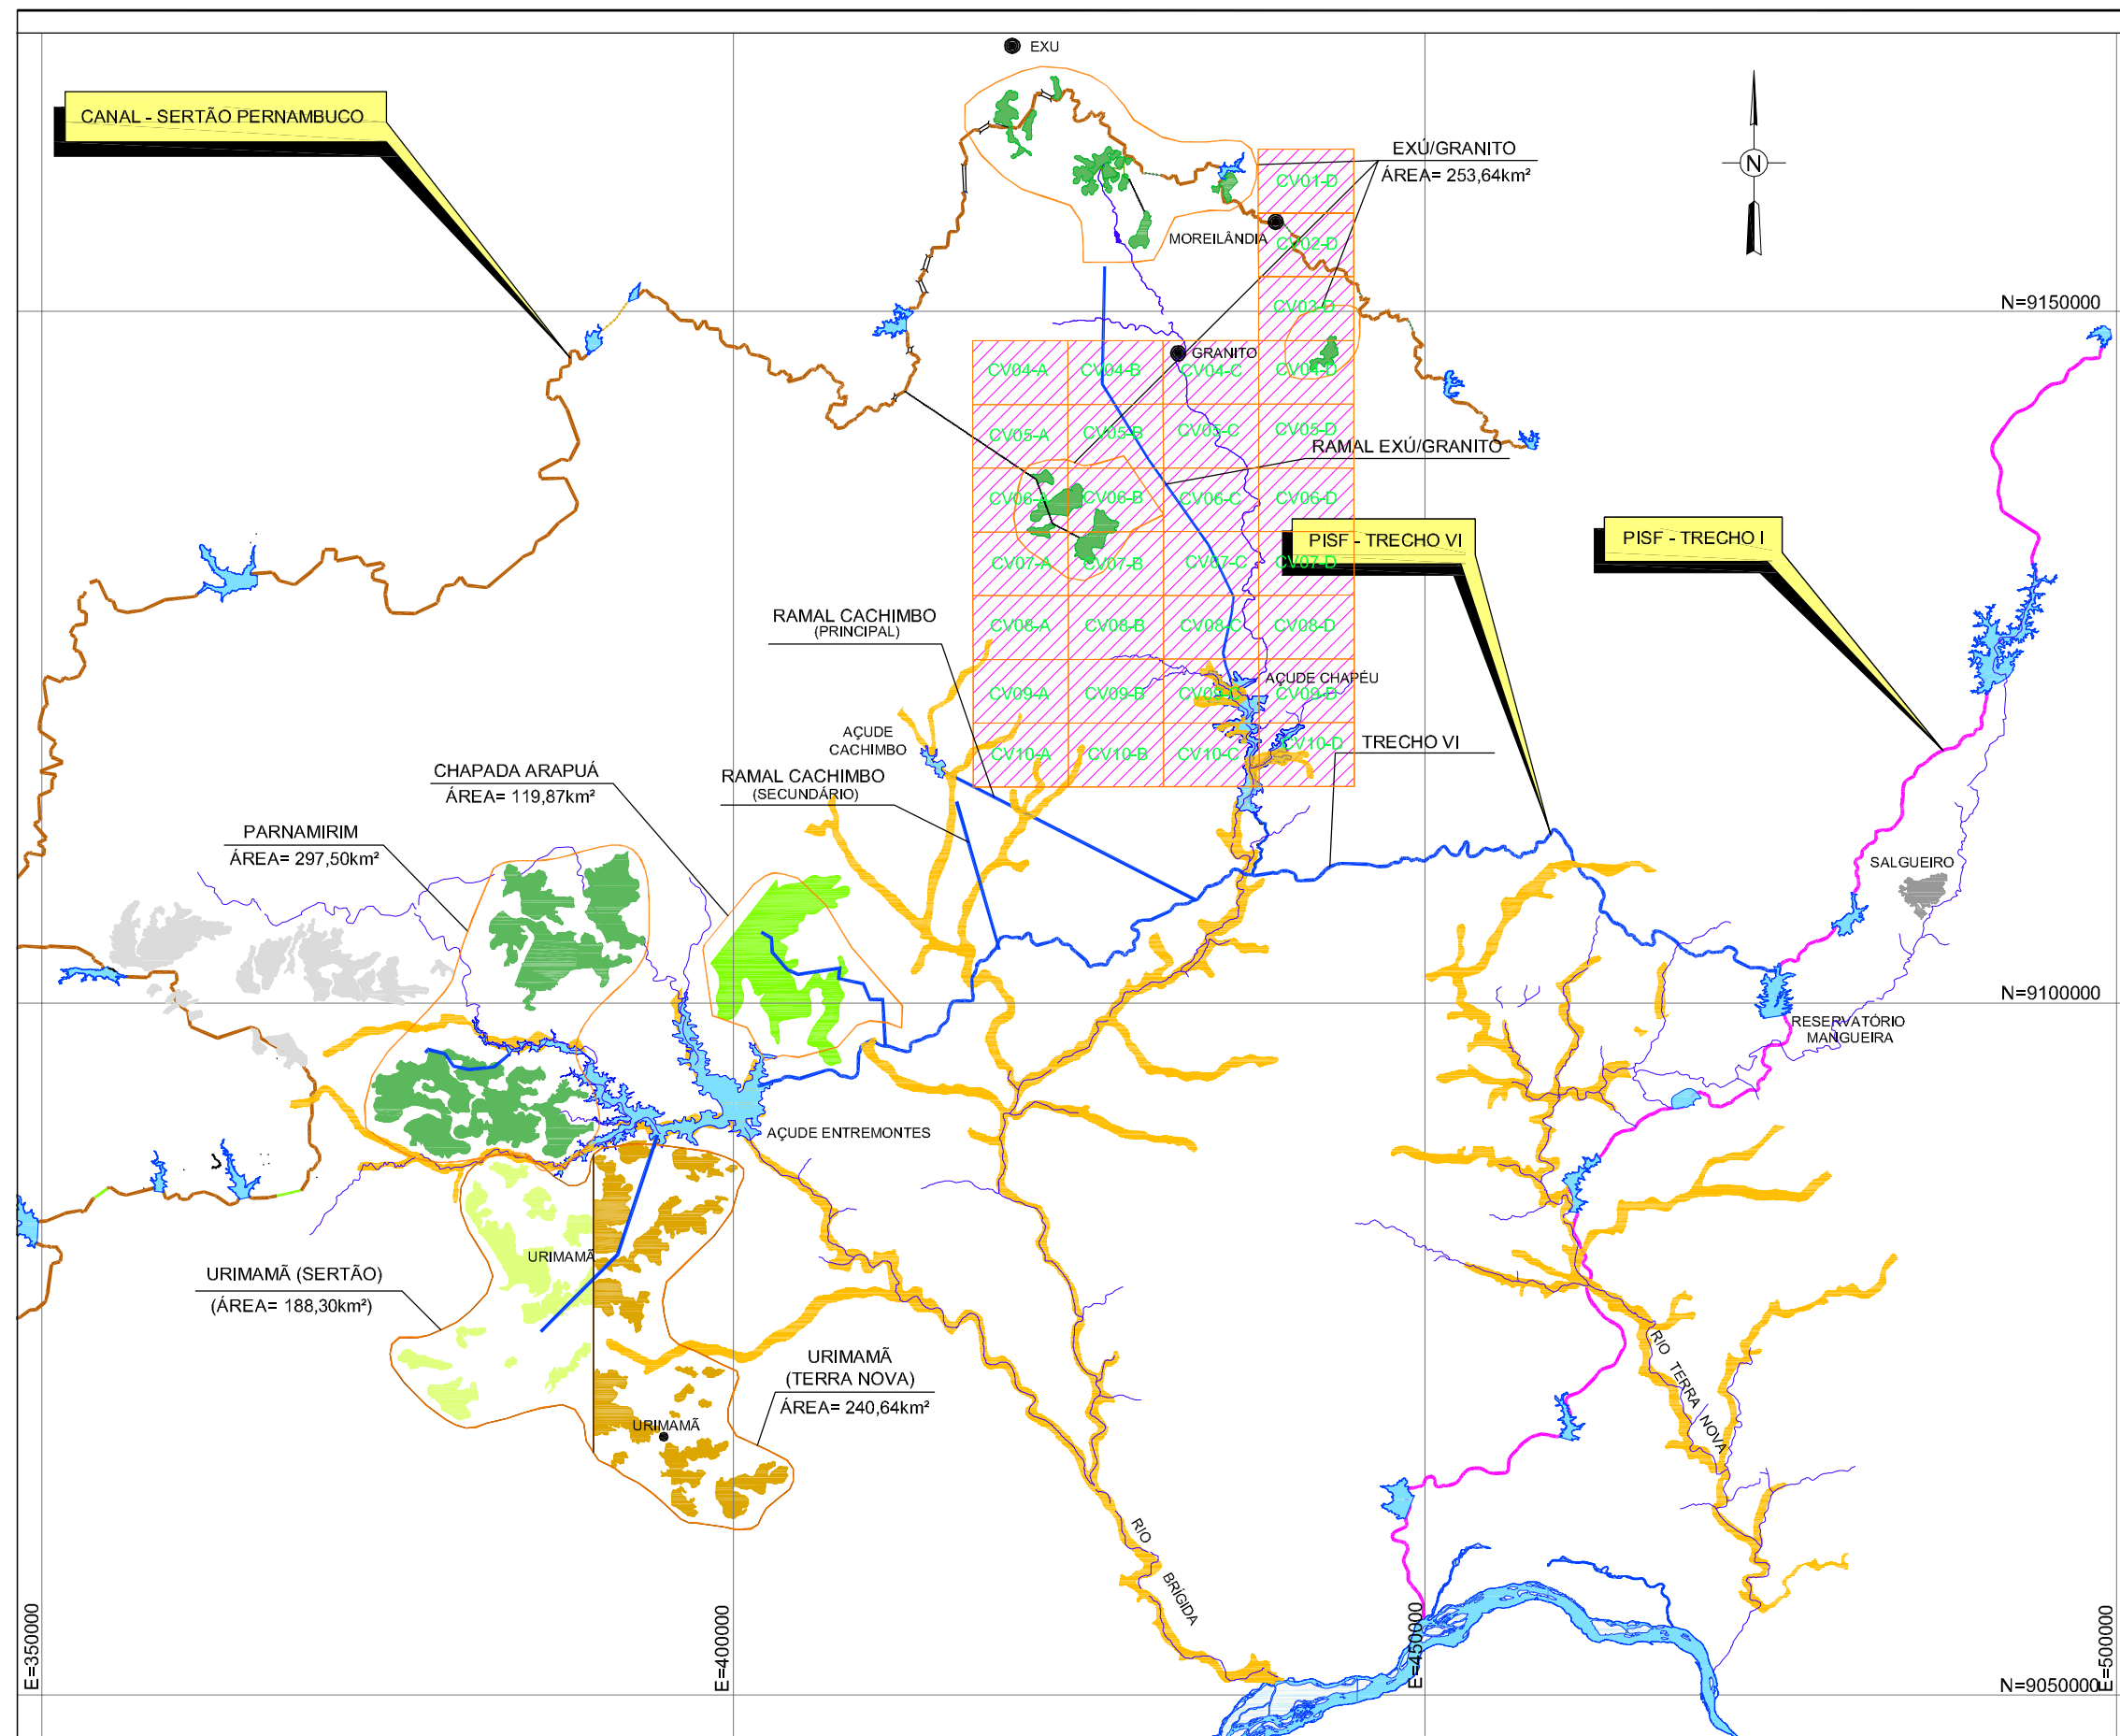 EXU
CANAL - SERTÃO PERNAMBUCO
EXÚ/GRANITO
ÁREA= 253,64km²
N
CV01-D
MOREILÂNDIA
CV02-D
CV03-D
N=9150000
GRANITO
CV04-A
CV04-B
CV04-C
CV04-D
CV05-A
CV05-B
CV05-C
CV05-D
RAMAL EXÚ/GRANITO
CV06-A
CV06-B
CV06-C
CV06-D
PISF - TRECHO VI
PISF - TRECHO I
CV07-A
CV07-B
CV07-C
CV07-D
RAMAL CACHIMBO
(PRINCIPAL)
CV08-A
CV08-B
CV08-C
CV08-D
AÇUDE CHAPÉU
CV09-A
CV09-B
CV09-C
CV09-D
AÇUDE
CACHIMBO
CV10-A
CV10-B
CV10-C
CV10-D
TRECHO VI
CHAPADA ARAPUÁ
ÁREA= 119,87km²
RAMAL CACHIMBO
(SECUNDÁRIO)
PARNAMIRIM
ÁREA= 297,50km²
SALGUEIRO
N=9100000
RESERVATÓRIO
MANGUEIRA
AÇUDE ENTREMONTES
URIMAMÃ
URIMAMÃ (SERTÃO)
(ÁREA= 188,30km²)
URIMAMÃ
(TERRA NOVA)
ÁREA= 240,64km²
URIMAMÃ
RIO TERRA NOVA
RIO BRÍGIDA
E=350000
E=400000
E=450000
E=500000
N=9050000